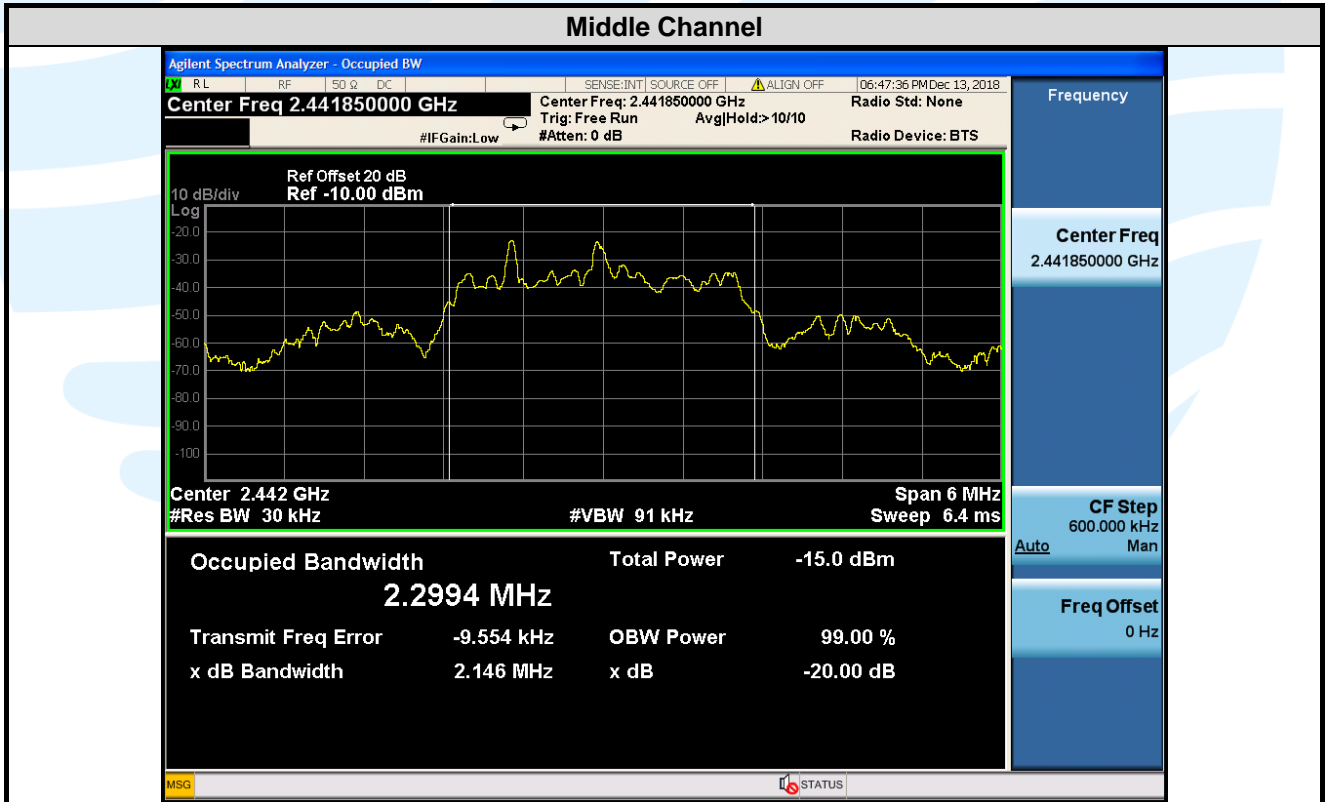 Middle Channel
Agilent Spectrum Analyzer - Occupied BW
LXI RL RF 50 Ω DC SENSE:INT SOURCE OFF ALIGN OFF 06:47:36 PM Dec 13, 2018
Center Freq 2.441850000 GHz
#IFGain:Low
Center Freq: 2.441850000 GHz
Trig: Free Run Avg|Hold:>10/10
#Atten: 0 dB
Radio Std: None
Radio Device: BTS
Ref Offset 20 dB
10 dB/div Ref -10.00 dBm
Log
-20.0
-30.0
-40.0
-50.0
-60.0
-70.0
-80.0
-90.0
-100
Center 2.442 GHz Span 6 MHz
#Res BW 30 kHz #VBW 91 kHz Sweep 6.4 ms
Occupied Bandwidth Total Power -15.0 dBm
2.2994 MHz
Transmit Freq Error -9.554 kHz OBW Power 99.00 %
x dB Bandwidth 2.146 MHz x dB -20.00 dB
Frequency
Center Freq
2.441850000 GHz
CF Step
600.000 kHz
Auto Man
Freq Offset
0 Hz
MSG STATUS